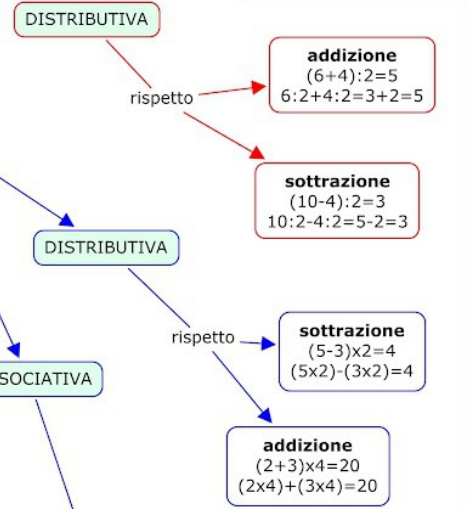 DISTRIBUTIVA
rispetto
addizione
(6+4):2=5
6:2+4:2=3+2=5
sottrazione
(10-4):2=3
10:2-4:2=5-2=3
DISTRIBUTIVA
rispetto
sottrazione
(5-3)x2=4
(5x2)-(3x2)=4
SOCIATIVA
addizione
(2+3)x4=20
(2x4)+(3x4)=20